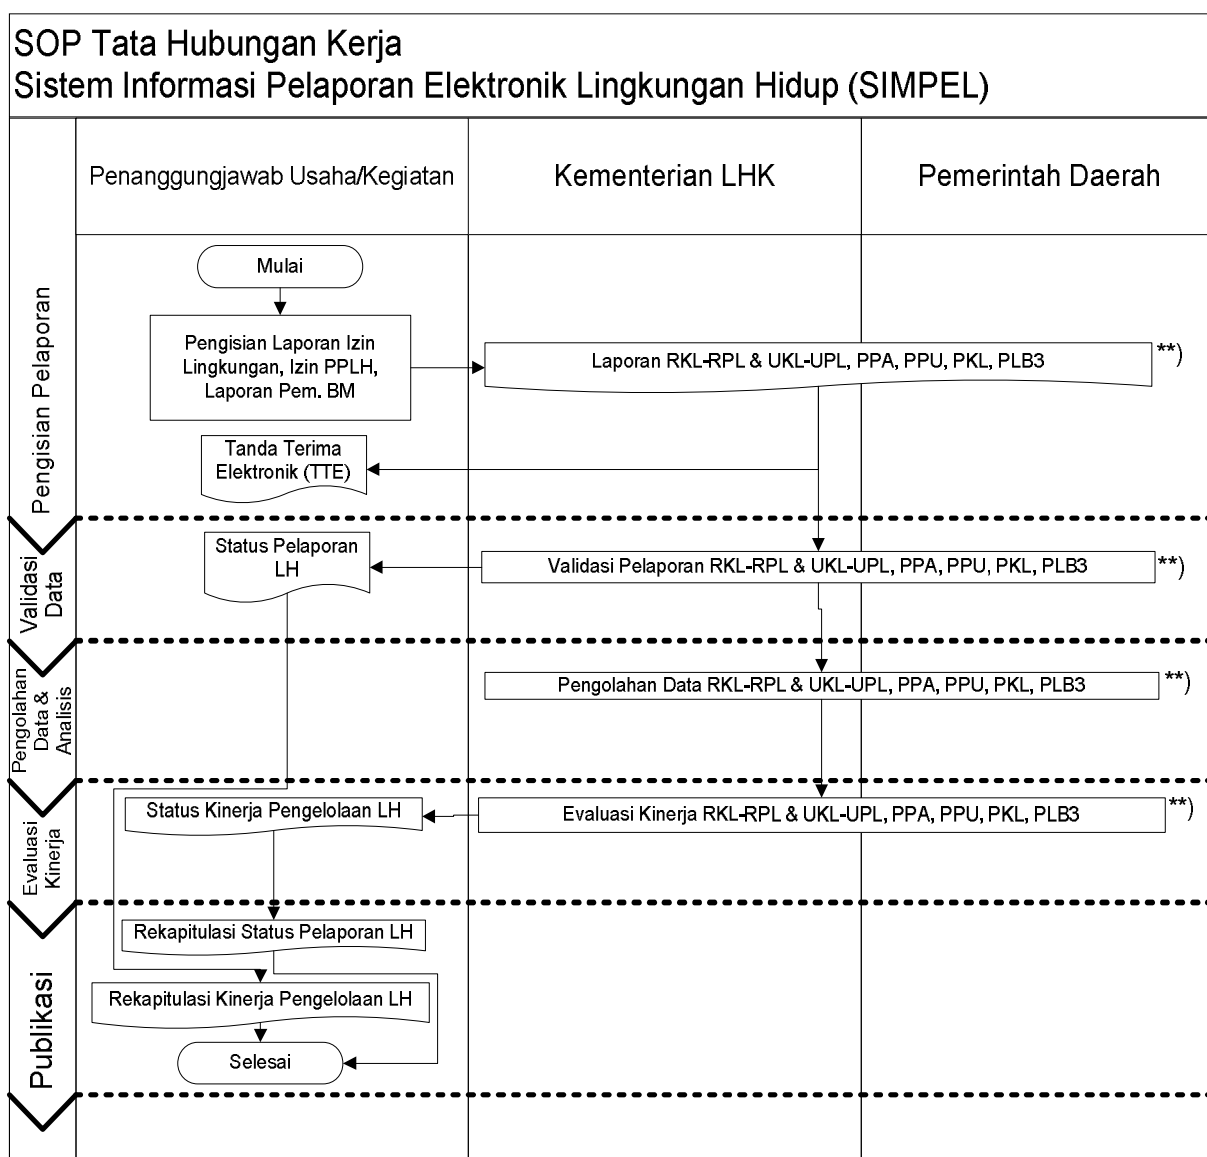 SOP Tata Hubungan Kerja
Sistem Informasi Pelaporan Elektronik Lingkungan Hidup (SIMPEL)
Penanggungjawab Usaha/Kegiatan
Kementerian LHK
Pemerintah Daerah
Pengisian Pelaporan
Mulai
Pengisian Laporan Izin
Lingkungan, Izin PPLH,
Laporan Pem. BM
Laporan RKL-RPL & UKL-UPL, PPA, PPU, PKL, PLB3
**)
Tanda Terima
Elektronik (TTE)
Validasi
Data
Status Pelaporan
LH
Validasi Pelaporan RKL-RPL & UKL-UPL, PPA, PPU, PKL, PLB3
**)
Pengolahan
Data &
Analisis
Pengolahan Data RKL-RPL & UKL-UPL, PPA, PPU, PKL, PLB3
**)
Evaluasi
Kinerja
Status Kinerja Pengelolaan LH
Evaluasi Kinerja RKL-RPL & UKL-UPL, PPA, PPU, PKL, PLB3
**)
Publikasi
Rekapitulasi Status Pelaporan LH
Rekapitulasi Kinerja Pengelolaan LH
Selesai